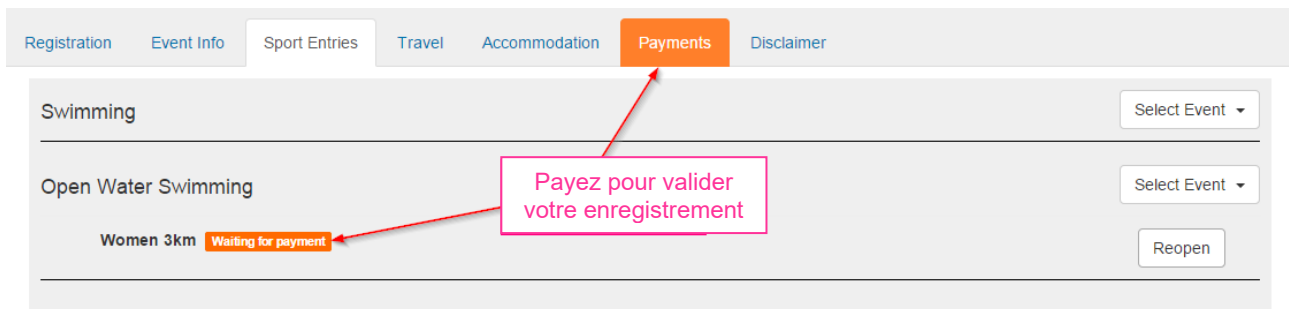 Registration Event Info Sport Entries Travel Accommodation Payments Disclaimer
Swimming Select Event
Open Water Swimming Select Event
Payez pour valider
votre enregistrement
Women 3km Waiting for payment Reopen